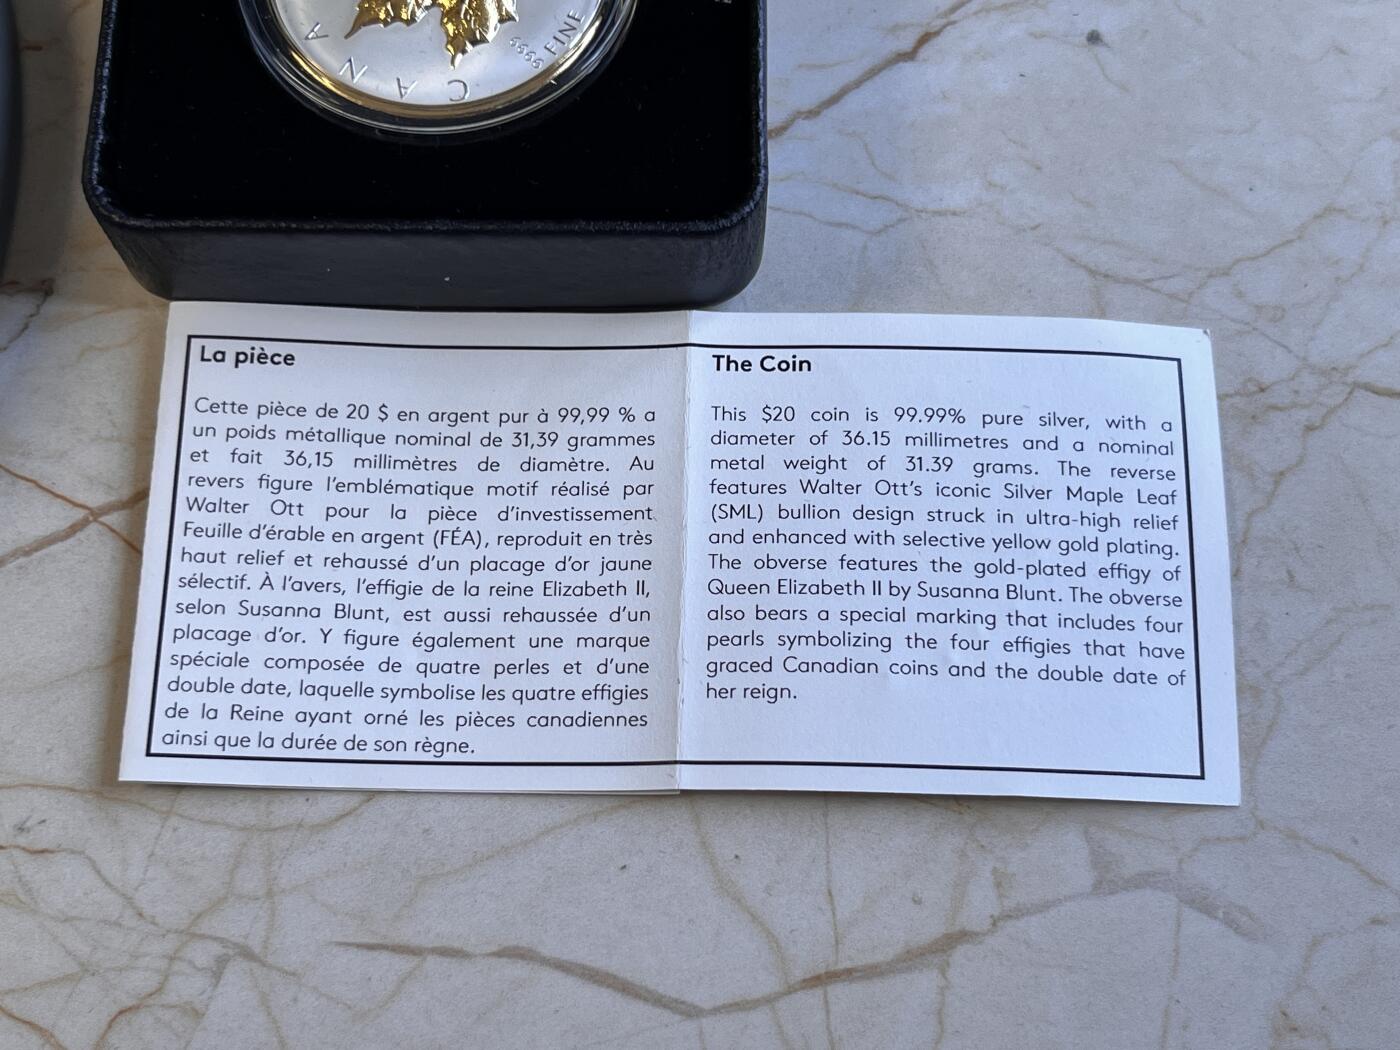 CANA
9999 FINE
La pièce
Cette pièce de 20 $ en argent pur à 99,99 % a
un poids métallique nominal de 31,39 grammes
et fait 36,15 millimètres de diamètre. Au
revers figure l'emblématique motif réalisé par
Walter Ott pour la pièce d'investissement
Feuille d'érable en argent (FÉA), reproduit en très
haut relief et rehaussé d'un placage d'or jaune
sélectif. À l'avers, l'effigie de la reine Elizabeth II,
selon Susanna Blunt, est aussi rehaussée d'un
placage d'or. Y figure également une marque
spéciale composée de quatre perles et d'une
double date, laquelle symbolise les quatre effigies
de la Reine ayant orné les pièces canadiennes
ainsi que la durée de son règne.
The Coin
This $20 coin is 99.99% pure silver, with a
diameter of 36.15 millimetres and a nominal
metal weight of 31.39 grams. The reverse
features Walter Ott's iconic Silver Maple Leaf
(SML) bullion design struck in ultra-high relief
and enhanced with selective yellow gold plating.
The obverse features the gold-plated effigy of
Queen Elizabeth II by Susanna Blunt. The obverse
also bears a special marking that includes four
pearls symbolizing the four effigies that have
graced Canadian coins and the double date of
her reign.